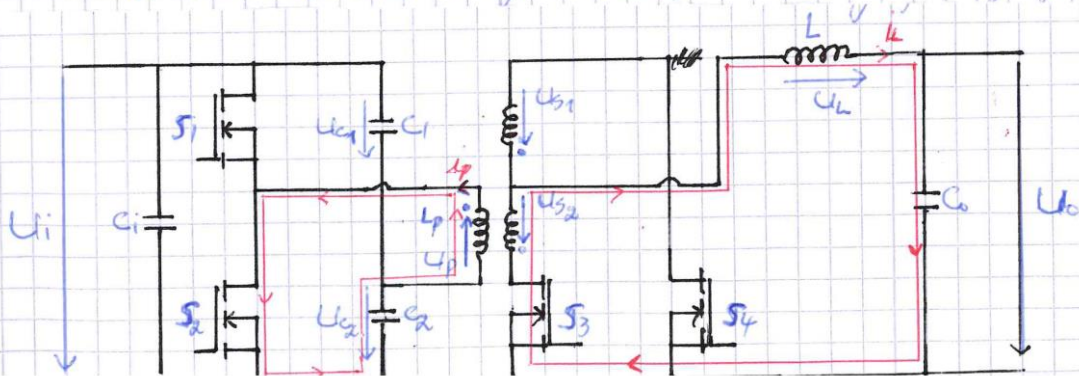 L iL
UL
S1
Uc1 C1
Us1
Ui
Ci
ip
Lp
Up
Us2
Co
Uo
S2
Uc2 C2
S3
S4